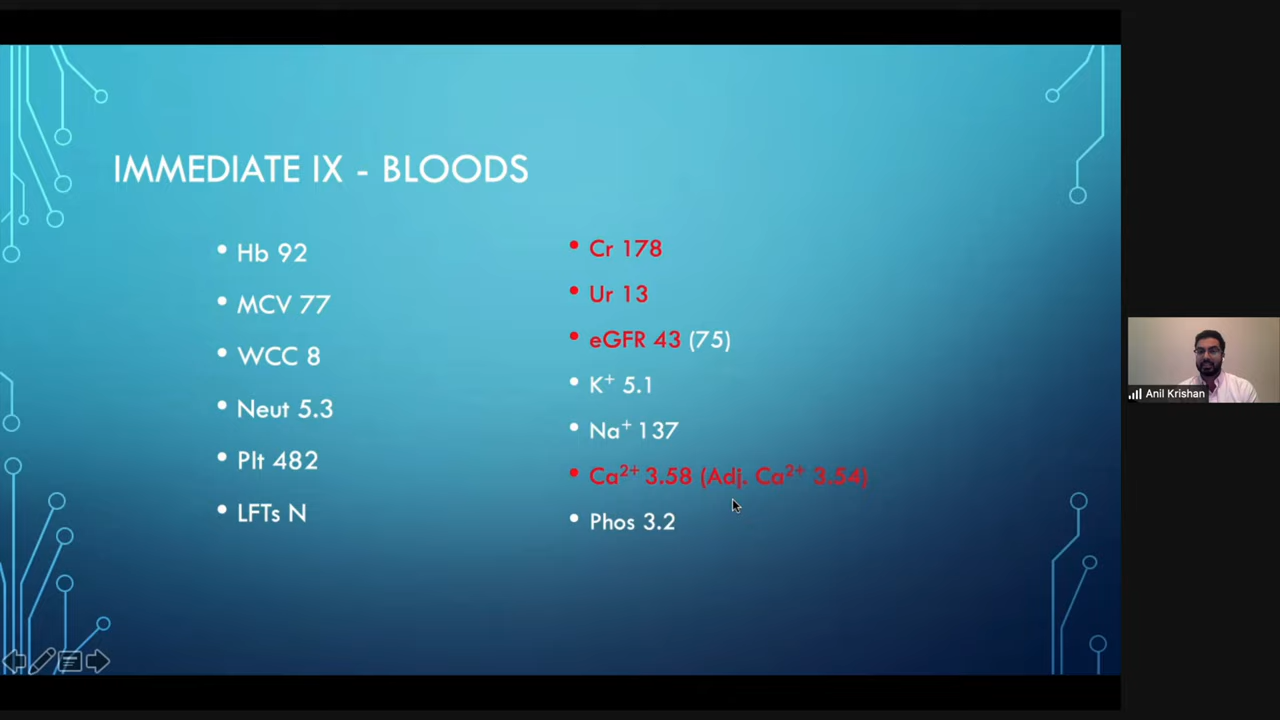 IMMEDIATE IX - BLOODS
• Hb 92
• MCV 77
• WCC 8
• Neut 5.3
• Plt 482
• LFTs N
• Cr 178
• Ur 13
• eGFR 43 (75)
• K⁺ 5.1
• Na⁺ 137
• Ca²⁺ 3.58 (Adj. Ca²⁺ 3.54)
• Phos 3.2
Anil Krishan